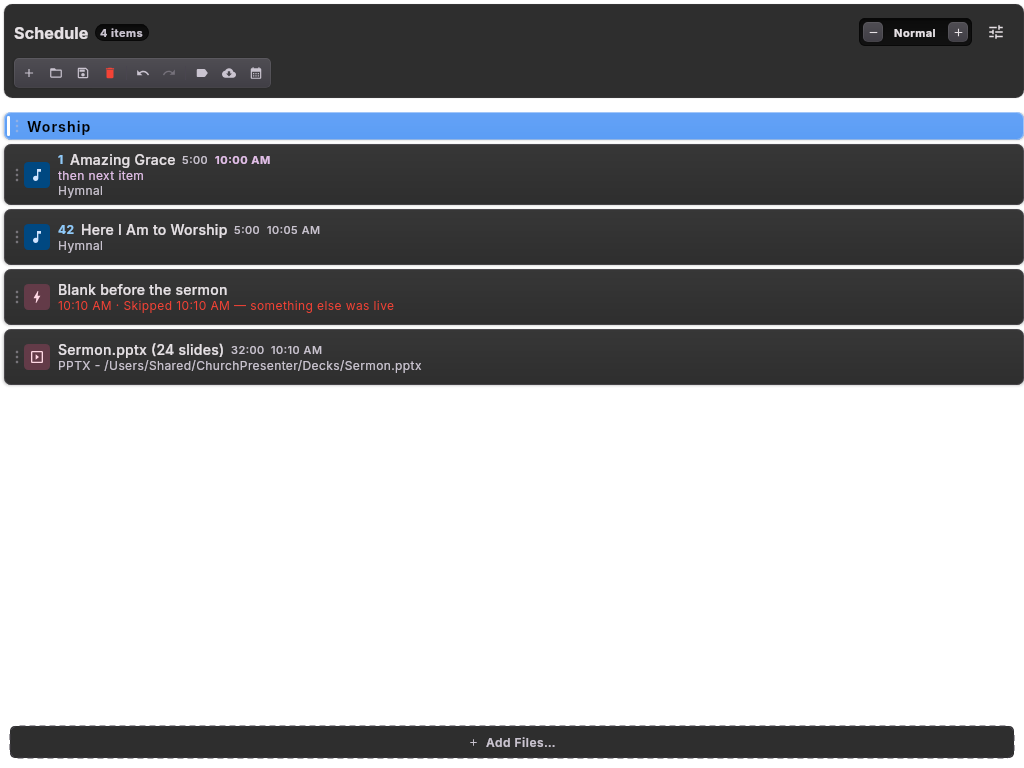 Schedule 4 items
− Normal +
Worship
1 Amazing Grace 5:00 10:00 AM
then next item
Hymnal
42 Here I Am to Worship 5:00 10:05 AM
Hymnal
Blank before the sermon
10:10 AM · Skipped 10:10 AM — something else was live
Sermon.pptx (24 slides) 32:00 10:10 AM
PPTX - /Users/Shared/ChurchPresenter/Decks/Sermon.pptx
+ Add Files...